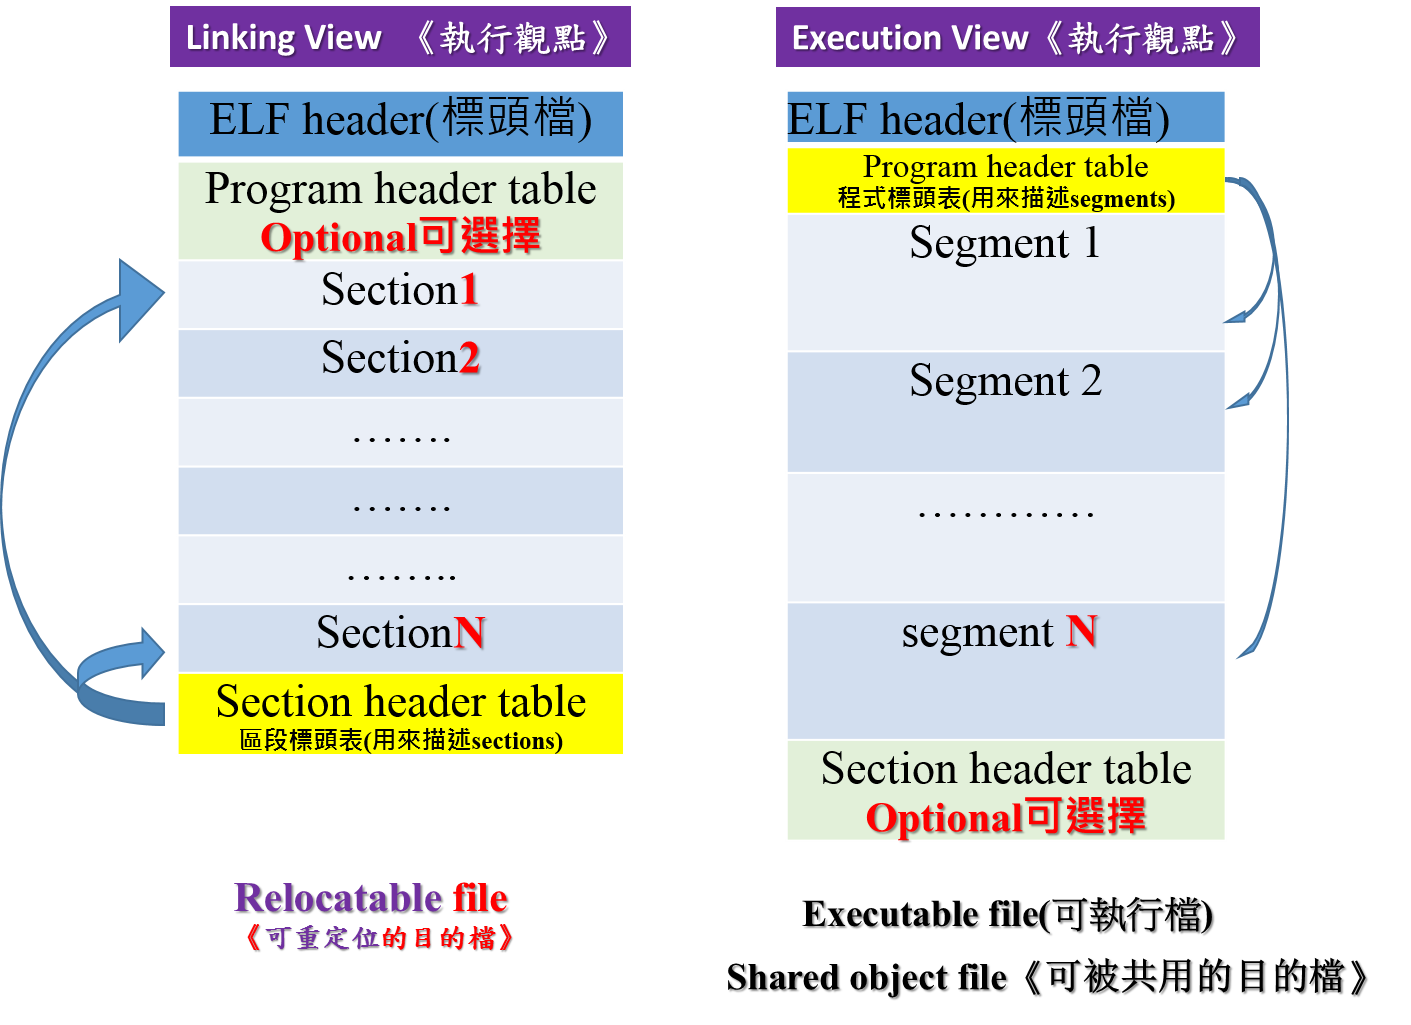 Linking View 《執行觀點》
ELF header(標頭檔)
Program header table
Optional可選擇
Section1
Section2
…….
…….
……..
SectionN
Section header table
區段標頭表(用來描述sections)
Relocatable file
《可重定位的目的檔》
Execution View《執行觀點》
ELF header(標頭檔)
Program header table
程式標頭表(用來描述segments)
Segment 1
Segment 2
…………
segment N
Section header table
Optional可選擇
Executable file(可執行檔)
Shared object file《可被共用的目的檔》